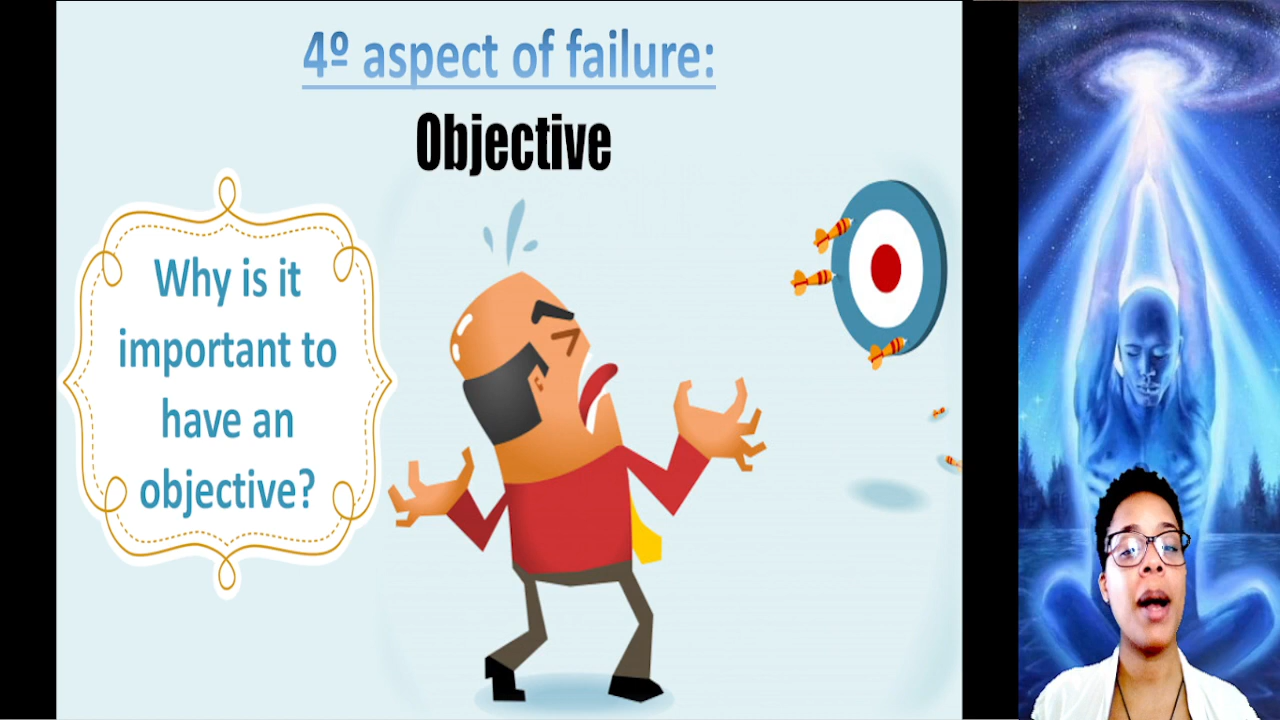 4º aspect of failure:
Objective
Why is it
important to
have an
objective?